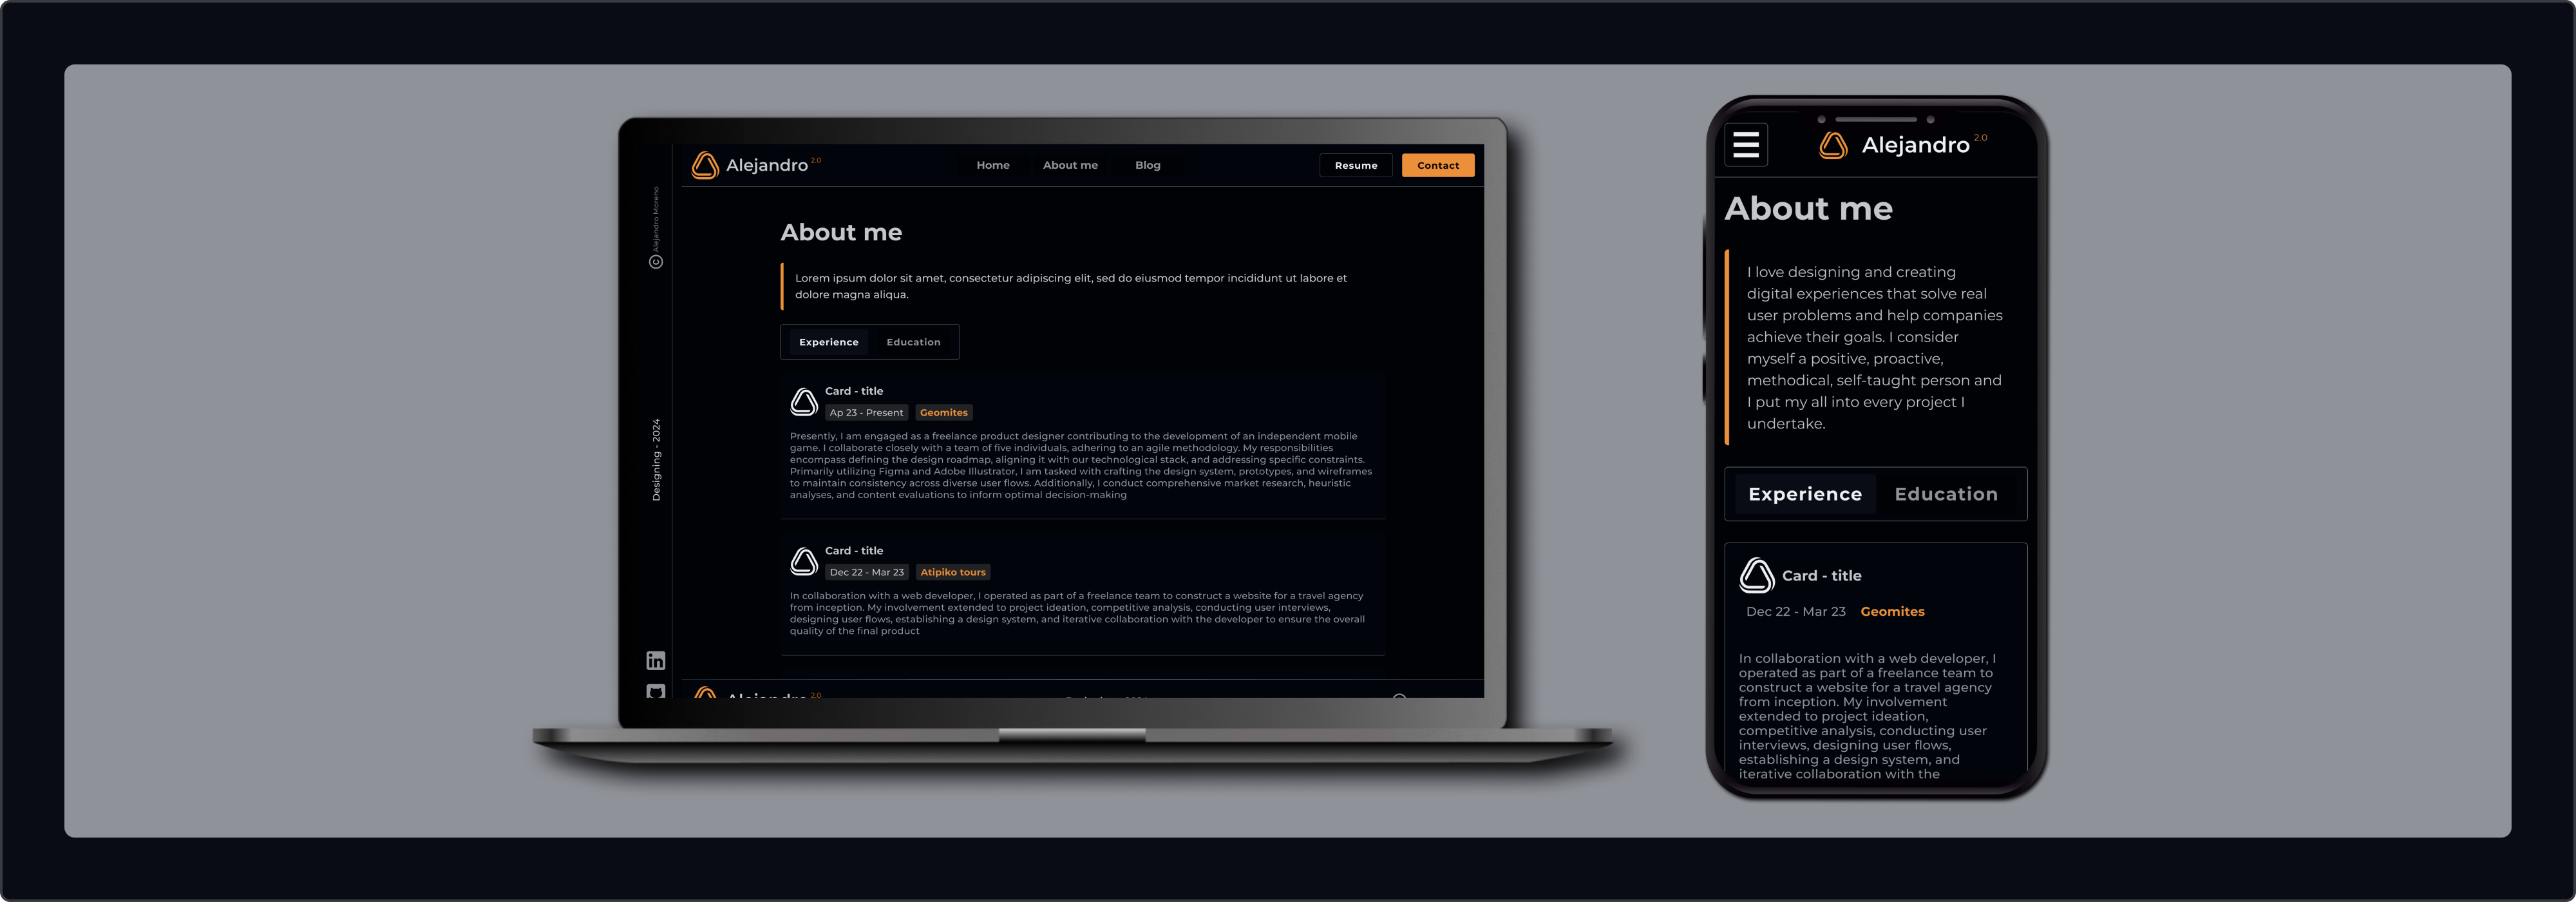 Alejandro 2.0
Home
About me
Blog
Resume
Contact
© Alejandro Moreno
Designing - 2024
About me
Lorem ipsum dolor sit amet, consectetur adipiscing elit, sed do eiusmod tempor incididunt ut labore et
dolore magna aliqua.
Experience
Education
Card - title
Ap 23 - Present
Geomites
Presently, I am engaged as a freelance product designer contributing to the development of an independent mobile
game. I collaborate closely with a team of five individuals, adhering to an agile methodology. My responsibilities
encompass defining the design roadmap, aligning it with our technological stack, and addressing specific constraints.
Primarily utilizing Figma and Adobe Illustrator, I am tasked with crafting the design system, prototypes, and wireframes
to maintain consistency across diverse user flows. Additionally, I conduct comprehensive market research, heuristic
analyses, and content evaluations to inform optimal decision-making
Card - title
Dec 22 - Mar 23
Atipiko tours
In collaboration with a web developer, I operated as part of a freelance team to construct a website for a travel agency
from inception. My involvement extended to project ideation, competitive analysis, conducting user interviews,
designing user flows, establishing a design system, and iterative collaboration with the developer to ensure the overall
quality of the final product
in
Alejandro 2.0
Alejandro 2.0
About me
I love designing and creating
digital experiences that solve real
user problems and help companies
achieve their goals. I consider
myself a positive, proactive,
methodical, self-taught person and
I put my all into every project I
undertake.
Experience
Education
Card - title
Dec 22 - Mar 23
Geomites
In collaboration with a web developer, I
operated as part of a freelance team to
construct a website for a travel agency
from inception. My involvement
extended to project ideation,
competitive analysis, conducting user
interviews, designing user flows,
establishing a design system, and
iterative collaboration with the